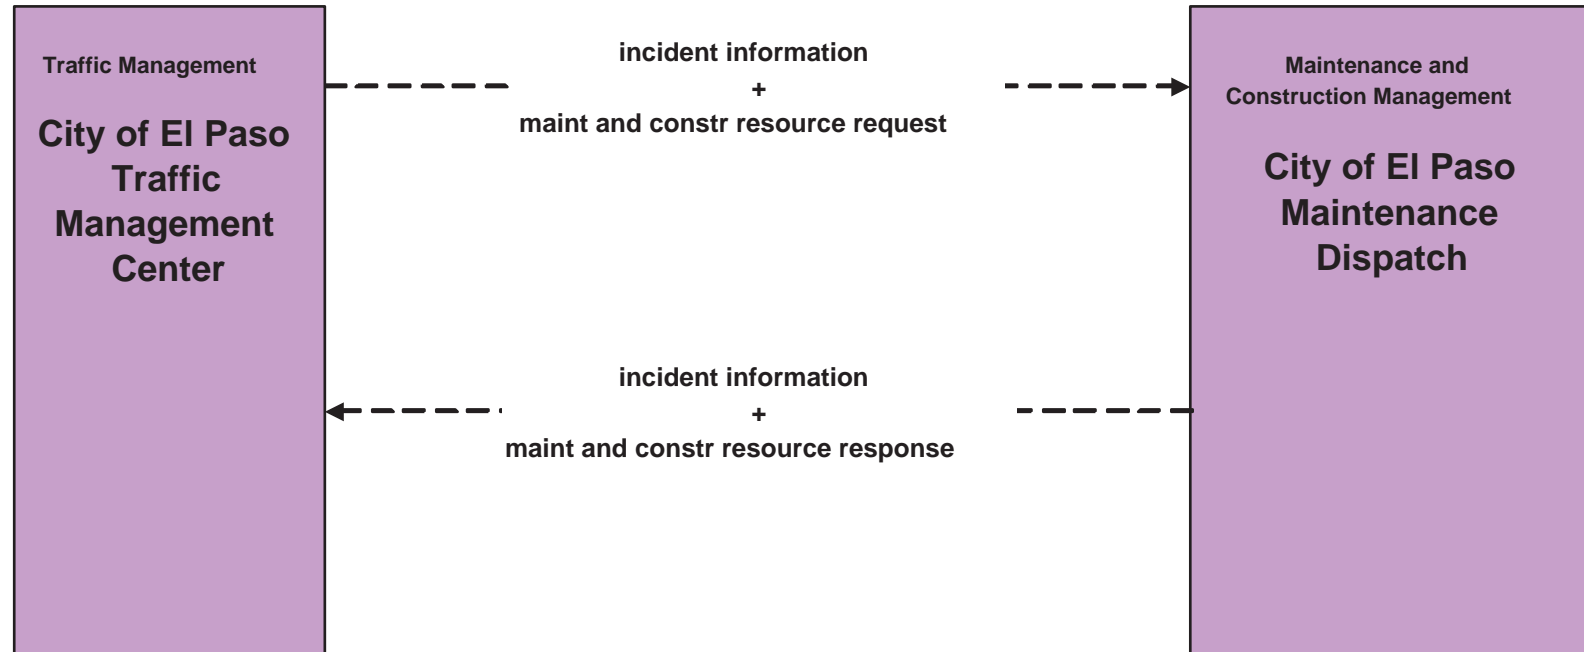 Traffic Management
City of El Paso
Traffic
Management
Center
incident information
+
maint and constr resource request
Maintenance and
Construction Management
City of El Paso
Maintenance
Dispatch
incident information
+
maint and constr resource response